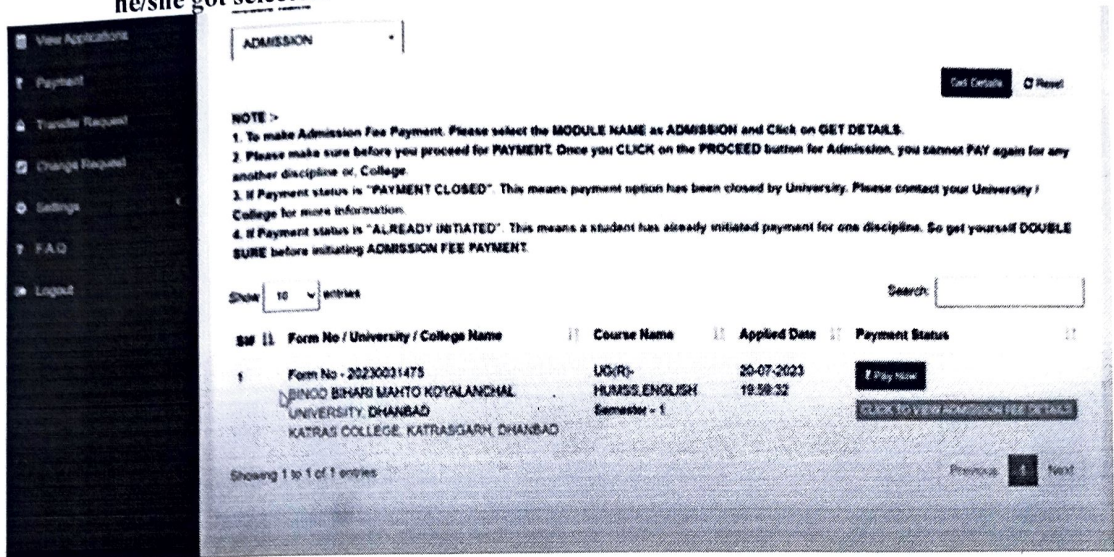 he/she got selec
ADMISSION
View Applications
Payment
Transfer Request
Change Request
Settings
F.A.Q
Logout
Get Details Reset
NOTE :-
1. To make Admission Fee Payment. Please select the MODULE NAME as ADMISSION and Click on GET DETAILS.
2. Please make sure before you proceed for PAYMENT. Once you CLICK on the PROCEED button for Admission, you cannot PAY again for any
another discipline or, College.
3. If Payment status is "PAYMENT CLOSED". This means payment option has been closed by University. Please contact your University /
College for more information.
4. If Payment status is "ALREADY INITIATED". This means a student has already initiated payment for one discipline. So get yourself DOUBLE
SURE before initiating ADMISSION FEE PAYMENT.
Show 10 entries
Search:
S# Form No / University / College Name Course Name Applied Date Payment Status
1 Form No - 20230031475 UG(R)- 20-07-2023 ₹ Pay Now
BINOD BIHARI MAHTO KOYALANCHAL HUMSS,ENGLISH 19:59:32
UNIVERSITY, DHANBAD Semester - 1 CLICK TO VIEW ADMISSION FEE DETAILS
KATRAS COLLEGE, KATRASGARH, DHANBAD
Showing 1 to 1 of 1 entries
Previous 1 Next